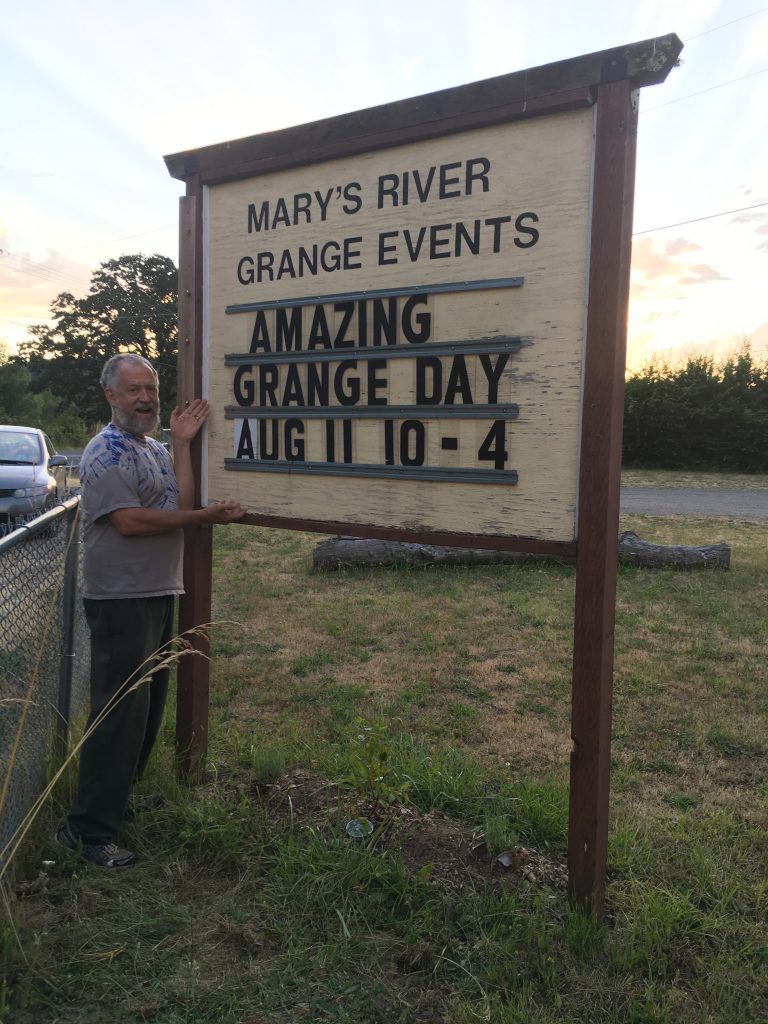 MARY'S RIVER
GRANGE EVENTS
AMAZING
GRANGE DAY
AUG 11 10 - 4